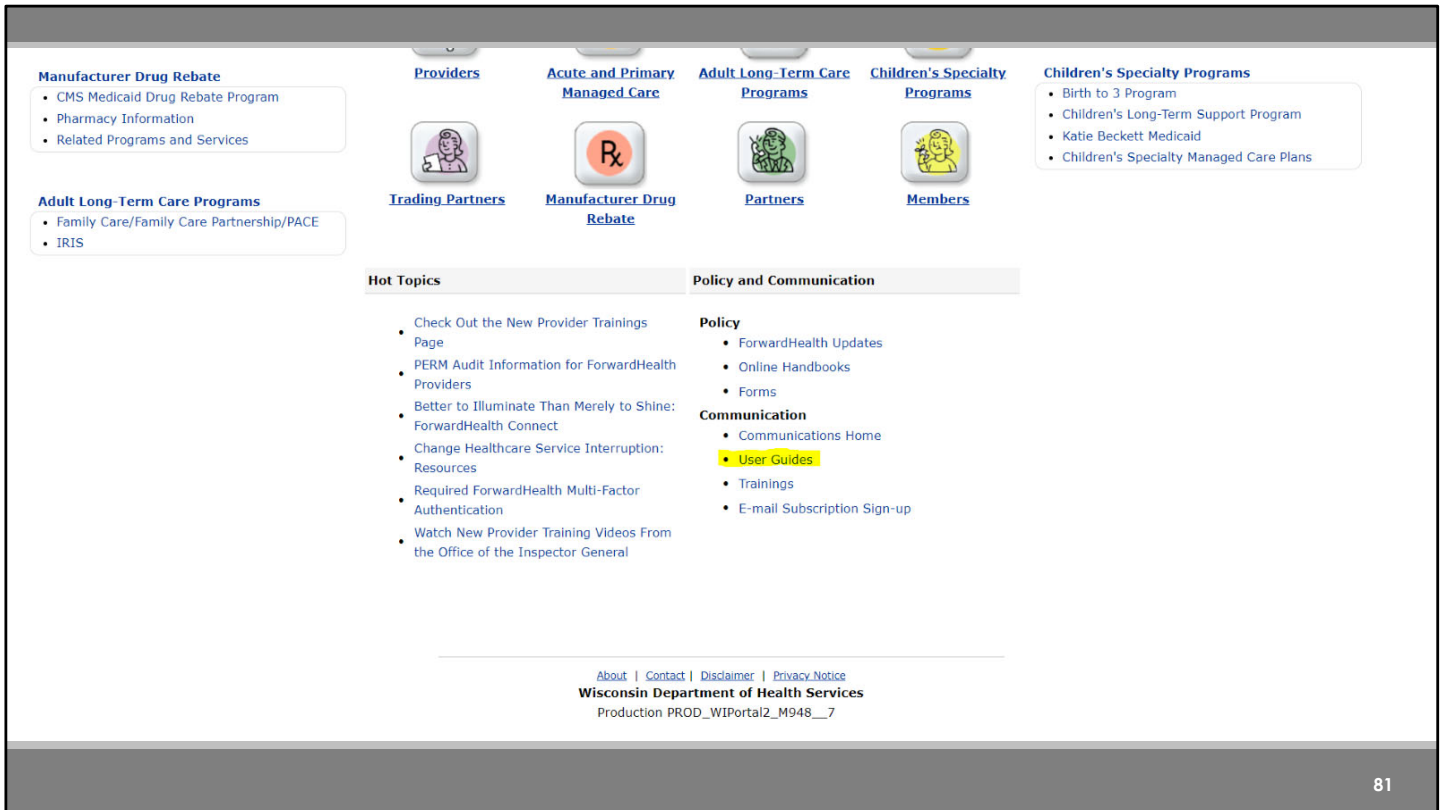 Manufacturer Drug Rebate
• CMS Medicaid Drug Rebate Program
• Pharmacy Information
• Related Programs and Services
Adult Long-Term Care Programs
• Family Care/Family Care Partnership/PACE
• IRIS
Providers
Acute and Primary
Managed Care
Adult Long-Term Care
Programs
Children's Specialty
Programs
Rx
Trading Partners
Manufacturer Drug
Rebate
Partners
Members
Hot Topics
• Check Out the New Provider Trainings
Page
• PERM Audit Information for ForwardHealth
Providers
• Better to Illuminate Than Merely to Shine:
ForwardHealth Connect
• Change Healthcare Service Interruption:
Resources
• Required ForwardHealth Multi-Factor
Authentication
• Watch New Provider Training Videos From
the Office of the Inspector General
Policy and Communication
Policy
• ForwardHealth Updates
• Online Handbooks
• Forms
Communication
• Communications Home
• User Guides
• Trainings
• E-mail Subscription Sign-up
Children's Specialty Programs
• Birth to 3 Program
• Children's Long-Term Support Program
• Katie Beckett Medicaid
• Children's Specialty Managed Care Plans
About | Contact | Disclaimer | Privacy Notice
Wisconsin Department of Health Services
Production PROD_WIPortal2_M948__7
81